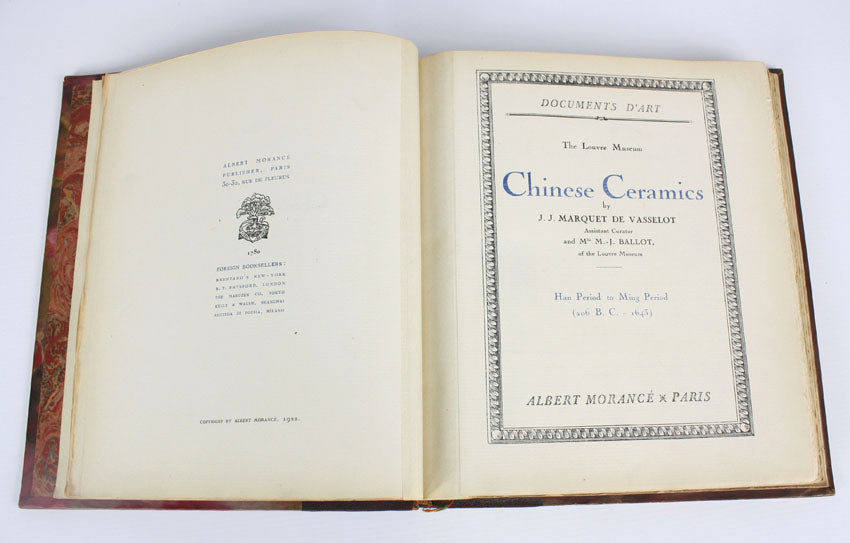 ALBERT MORANCE
PUBLISHER, PARIS
30-32, RUE DE FLEURUS
1780
FOREIGN BOOKSELLERS:
BRENTANO'S NEW-YORK
B. T. BATSFORD, LONDON
THE MARUZEN CO, TOKYO
KELLY & WALSH, SHANGHAI
BOTTEGA DI POESIA, MILANO
COPYRIGHT BY ALBERT MORANCE, 1922.
DOCUMENTS D'ART
The Louvre Museum
Chinese Ceramics
by
J. J. MARQUET DE VASSELOT
Assistant Curator
and Mlle M.-J. BALLOT,
of the Louvre Museum
Han Period to Ming Period
(206 B. C. - 1643)
ALBERT MORANCÉ PARIS